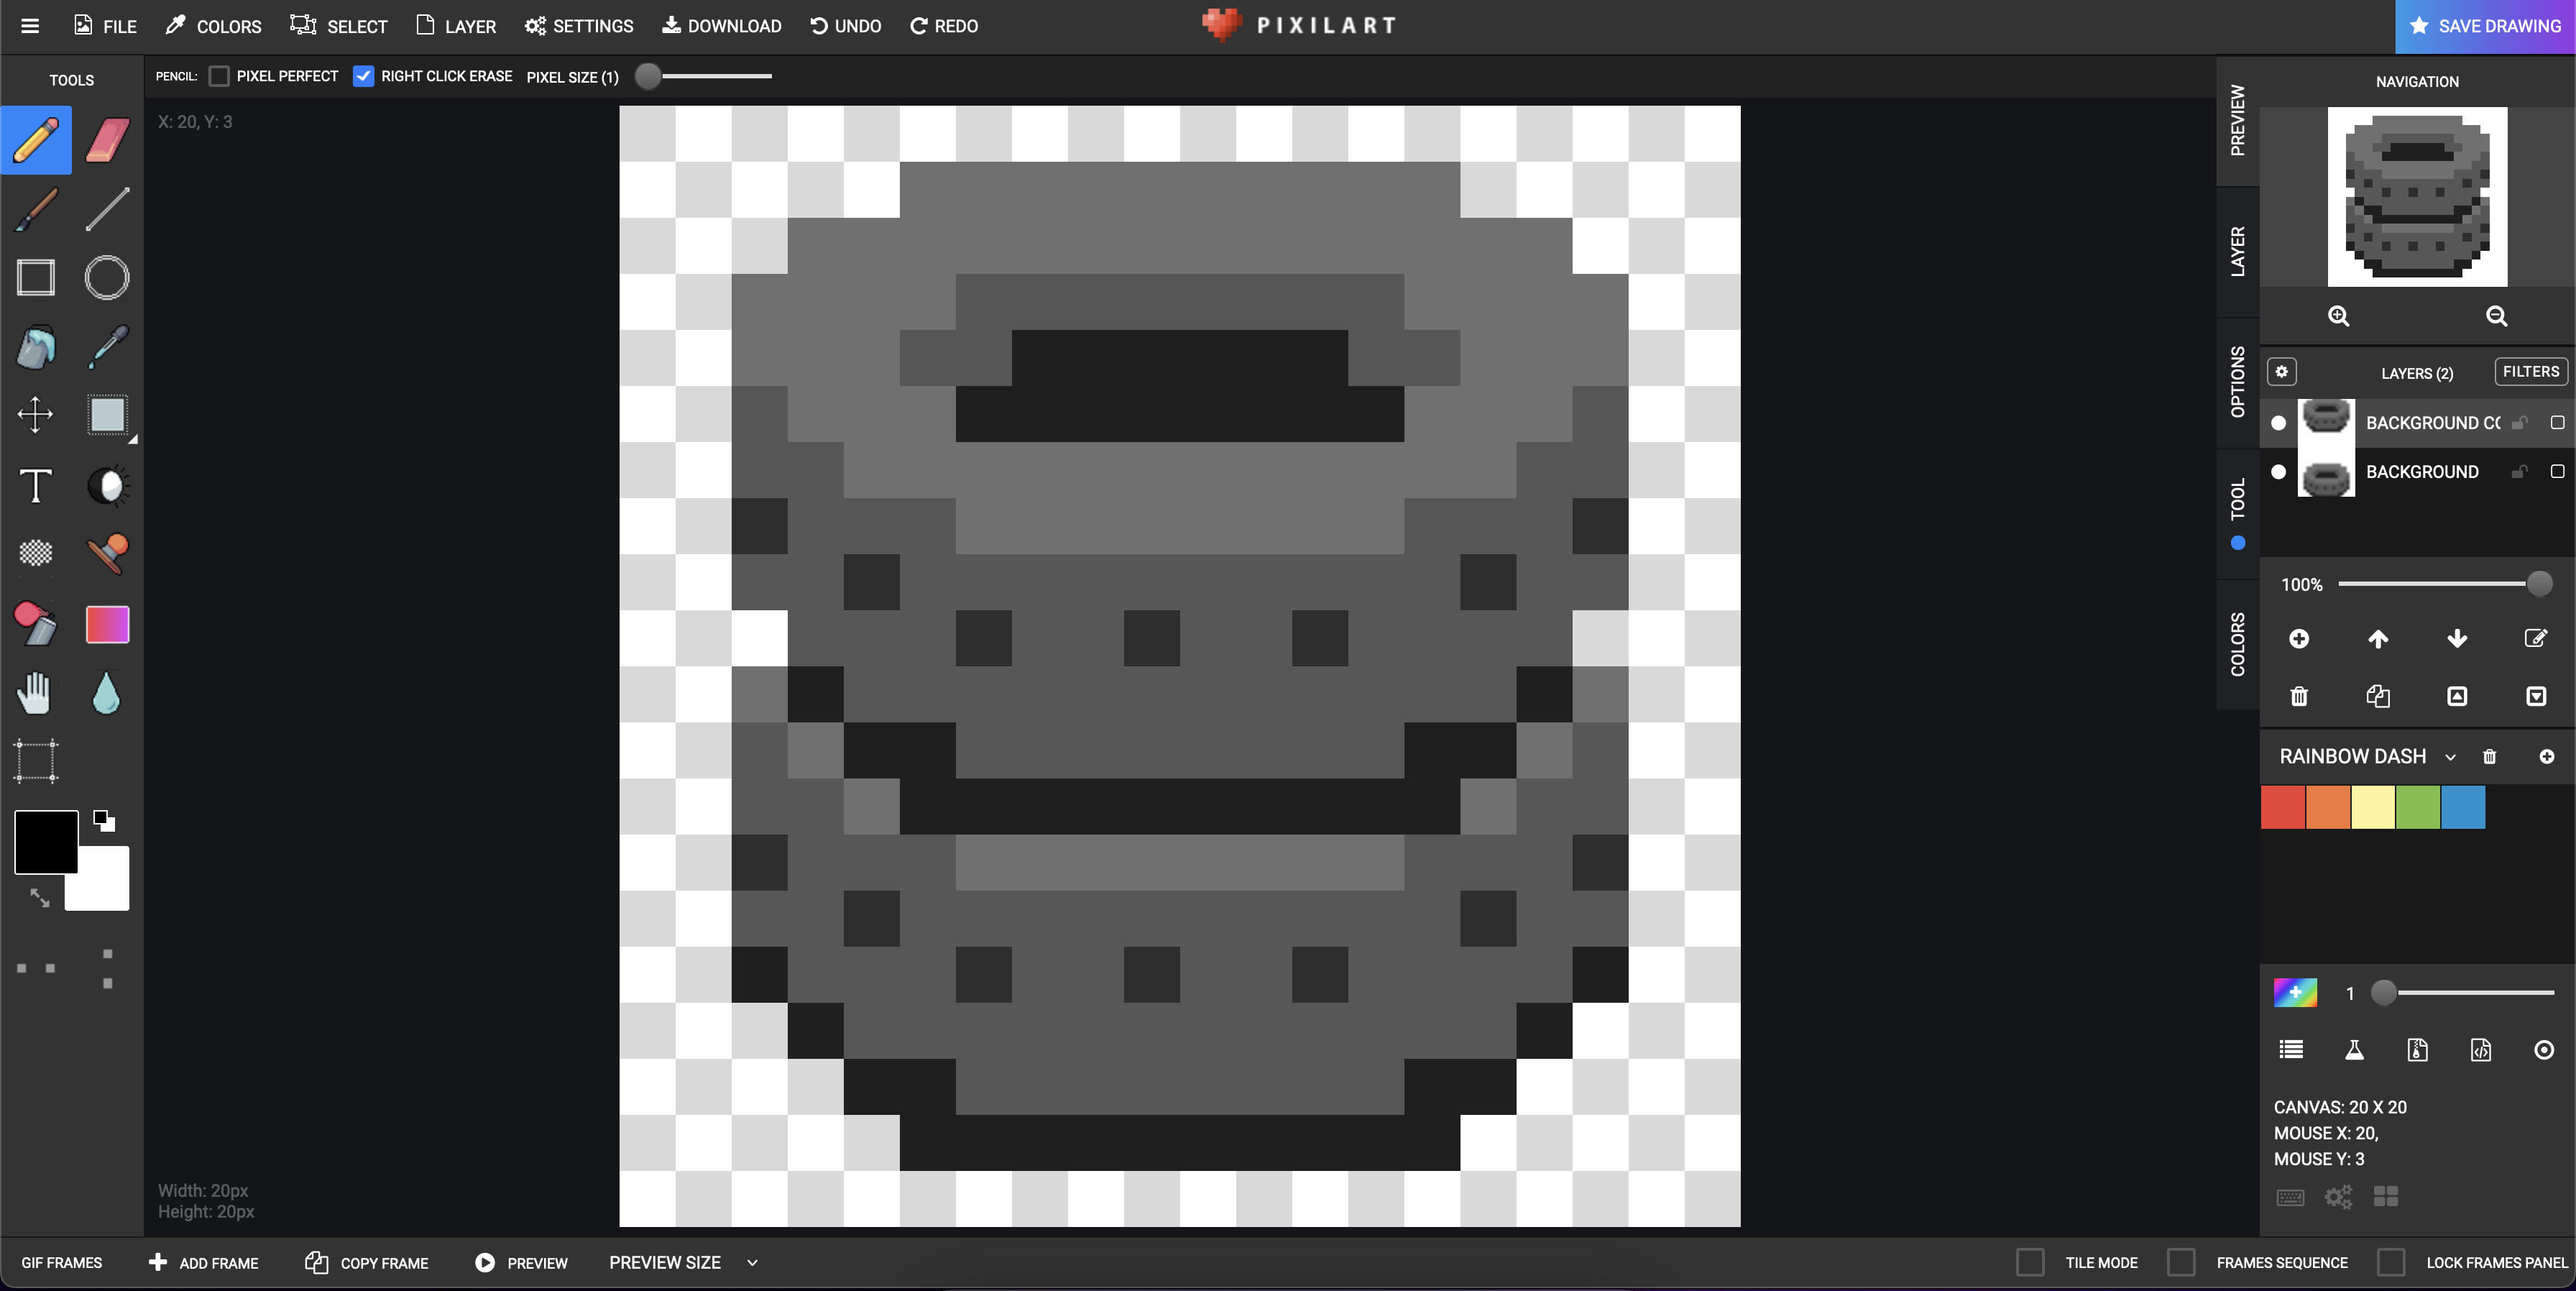 FILE COLORS SELECT LAYER SETTINGS DOWNLOAD UNDO REDO PIXILART SAVE DRAWING
TOOLS
PENCIL: PIXEL PERFECT RIGHT CLICK ERASE PIXEL SIZE (1)
X: 20, Y: 3
Width: 20px
Height: 20px
PREVIEW
LAYER
OPTIONS
TOOL
COLORS
NAVIGATION
LAYERS (2) FILTERS
BACKGROUND CO
BACKGROUND
100%
RAINBOW DASH
1
CANVAS: 20 X 20
MOUSE X: 20,
MOUSE Y: 3
GIF FRAMES ADD FRAME COPY FRAME PREVIEW PREVIEW SIZE TILE MODE FRAMES SEQUENCE LOCK FRAMES PANEL